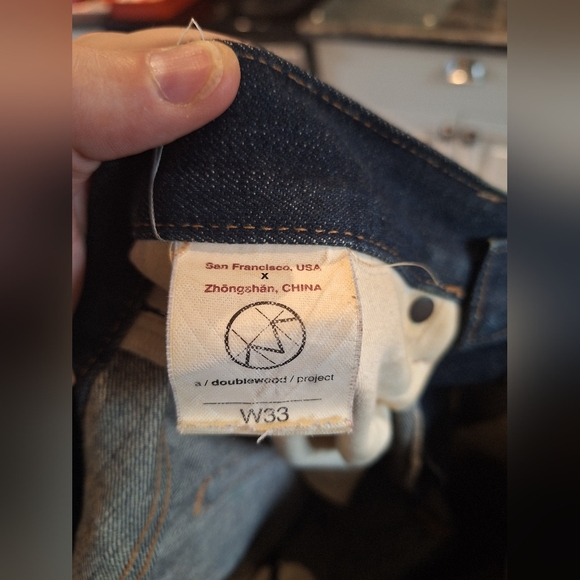 San Francisco, USA
x
Zhōngshān, CHINA
a / doublewood / project
W33